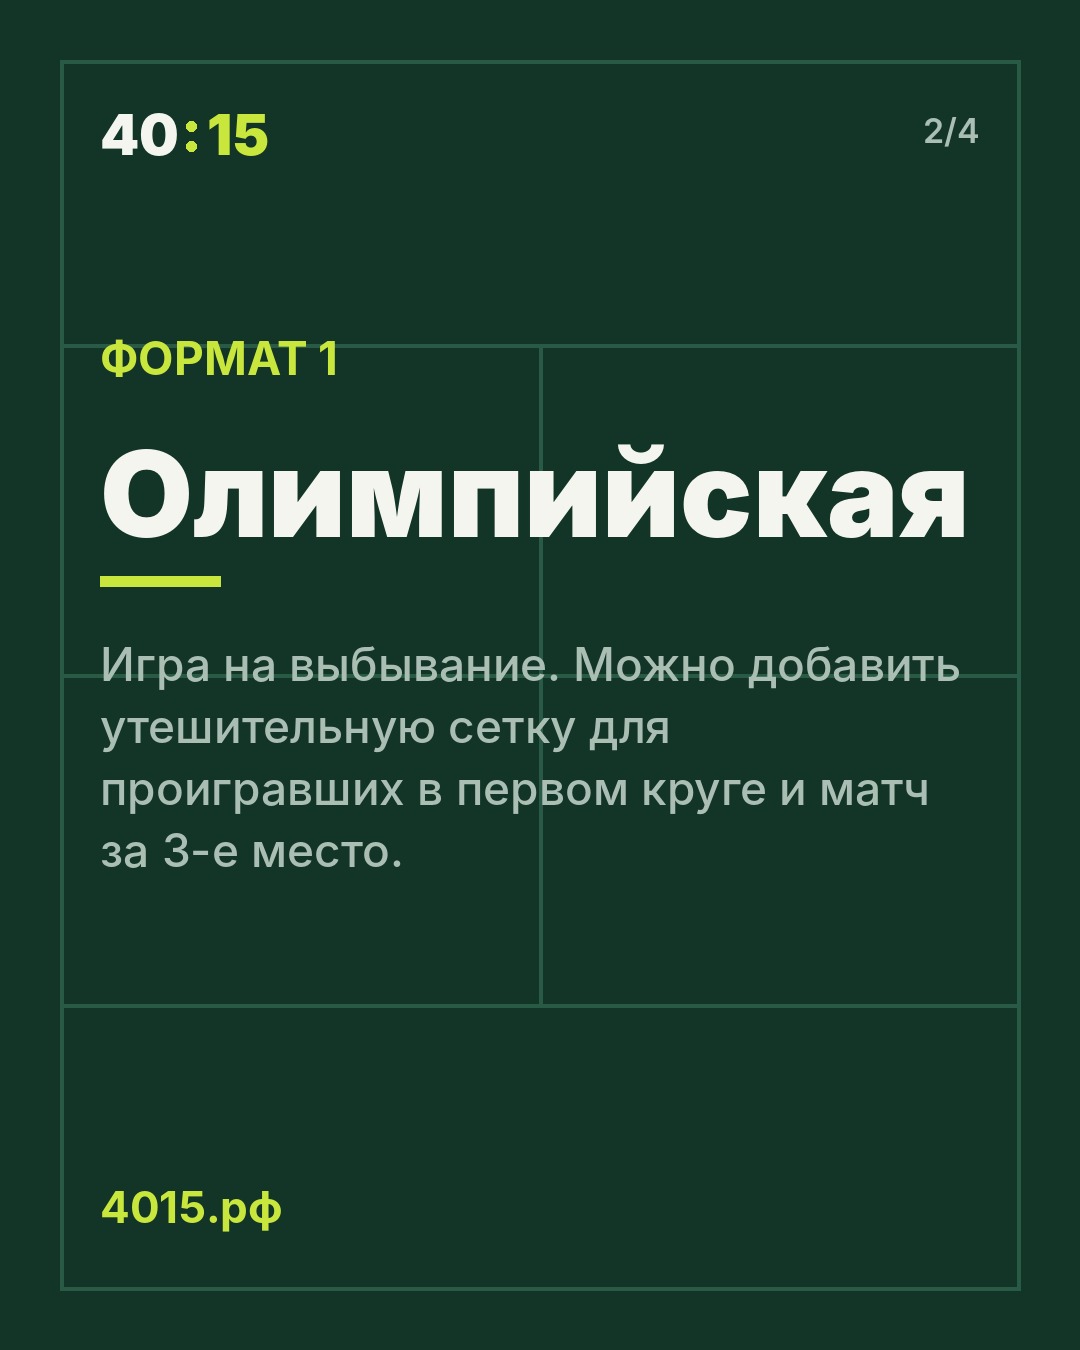 40:15
2/4
ФОРМАТ 1
Олимпийская
Игра на выбывание. Можно добавить
утешительную сетку для
проигравших в первом круге и матч
за 3-е место.
4015.рф